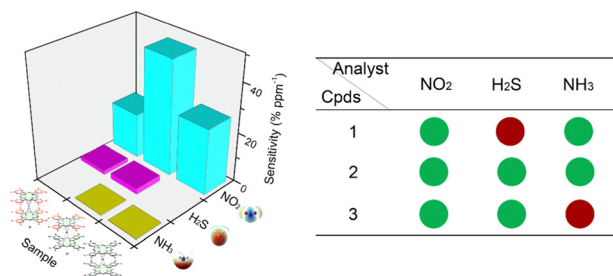 40
20
0
Sensitivity (% ppm⁻¹)
NO₂
H₂S
NH₃
Sample
Analyst
Cpds
NO₂ H₂S NH₃
1
2
3